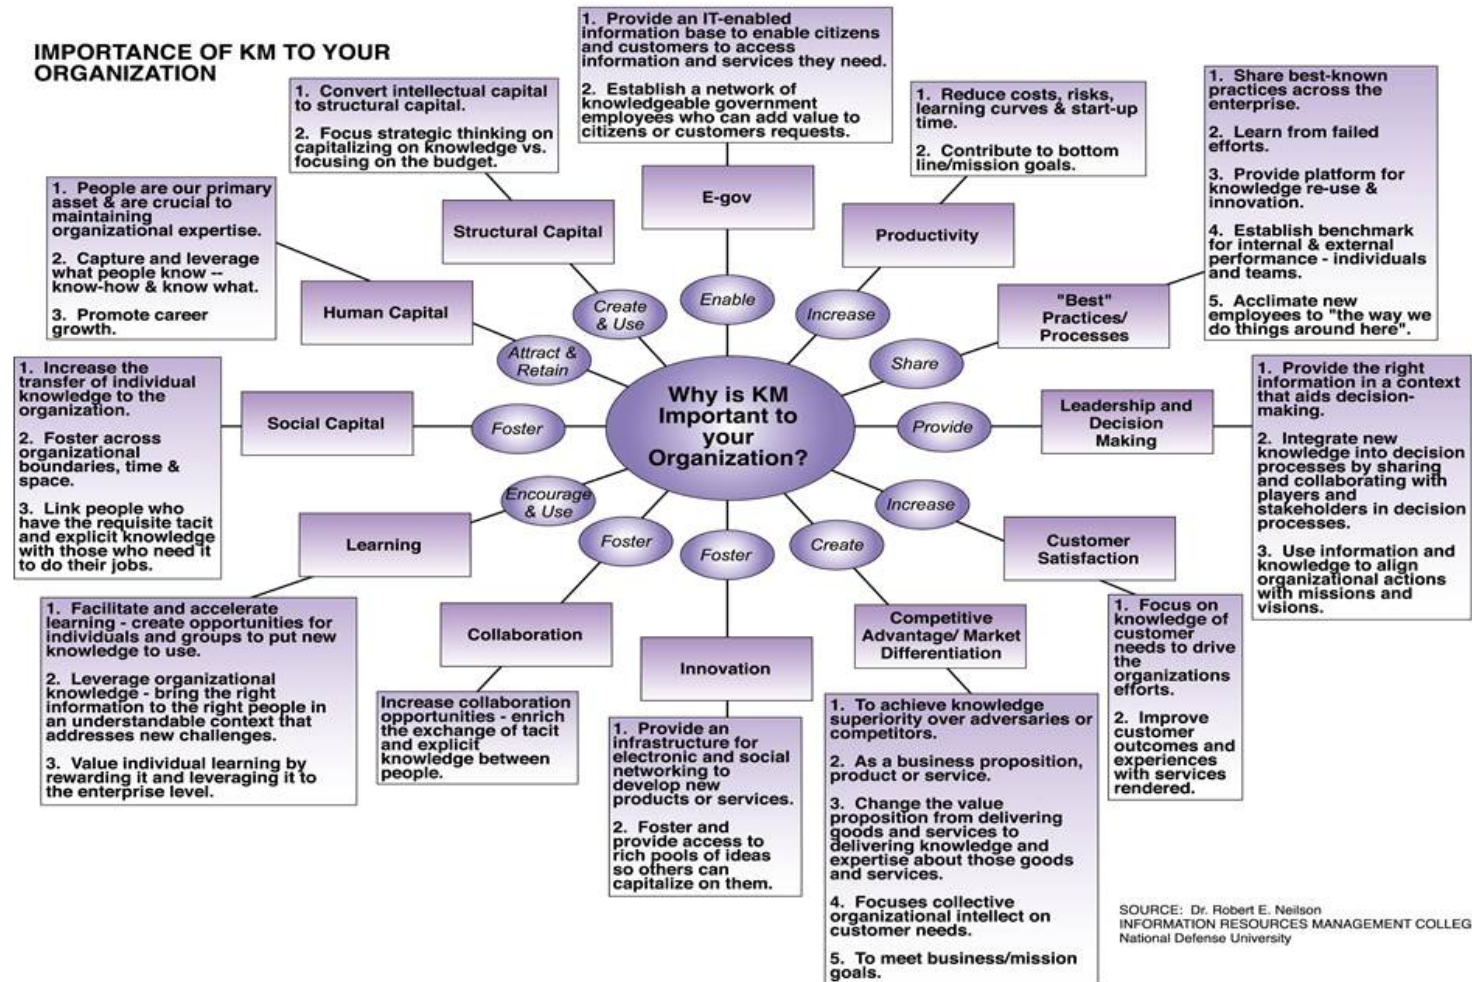 IMPORTANCE OF KM TO YOUR
ORGANIZATION
1. Provide an IT-enabled
information base to enable citizens
and customers to access
information and services they need.
2. Establish a network of
knowledgeable government
employees who can add value to
citizens or customers requests.
E-gov
Enable
1. Reduce costs, risks,
learning curves & start-up
time.
2. Contribute to bottom
line/mission goals.
Productivity
Increase
1. Share best-known
practices across the
enterprise.
2. Learn from failed
efforts.
3. Provide platform for
knowledge re-use &
innovation.
4. Establish benchmark
for internal & external
performance - individuals
and teams.
5. Acclimate new
employees to "the way we
do things around here".
"Best"
Practices/
Processes
Share
1. Provide the right
information in a context
that aids decision-
making.
2. Integrate new
knowledge into decision
processes by sharing
and collaborating with
players and
stakeholders in decision
processes.
3. Use information and
knowledge to align
organizational actions
with missions and
visions.
Leadership and
Decision
Making
Provide
Customer
Satisfaction
Increase
1. Focus on
knowledge of
customer
needs to drive
the
organizations
efforts.
2. Improve
customer
outcomes and
experiences
with services
rendered.
Competitive
Advantage/ Market
Differentiation
Create
1. To achieve knowledge
superiority over adversaries or
competitors.
2. As a business proposition,
product or service.
3. Change the value
proposition from delivering
goods and services to
delivering knowledge and
expertise about those goods
and services.
4. Focuses collective
organizational intellect on
customer needs.
5. To meet business/mission
goals.
Innovation
Foster
1. Provide an
infrastructure for
electronic and social
networking to
develop new
products or services.
2. Foster and
provide access to
rich pools of ideas
so others can
capitalize on them.
Collaboration
Foster
Increase collaboration
opportunities - enrich
the exchange of tacit
and explicit
knowledge between
people.
Learning
Encourage
& Use
1. Facilitate and accelerate
learning - create opportunities for
individuals and groups to put new
knowledge to use.
2. Leverage organizational
knowledge - bring the right
information to the right people in
an understandable context that
addresses new challenges.
3. Value individual learning by
rewarding it and leveraging it to
the enterprise level.
Social Capital
Foster
1. Increase the
transfer of individual
knowledge to the
organization.
2. Foster across
organizational
boundaries, time &
space.
3. Link people who
have the requisite tacit
and explicit knowledge
with those who need it
to do their jobs.
Human Capital
Attract &
Retain
1. People are our primary
asset & are crucial to
maintaining
organizational expertise.
2. Capture and leverage
what people know --
know-how & know what.
3. Promote career
growth.
Structural Capital
Create
& Use
1. Convert intellectual capital
to structural capital.
2. Focus strategic thinking on
capitalizing on knowledge vs.
focusing on the budget.
Why is KM
Important to
your
Organization?
SOURCE: Dr. Robert E. Neilson
INFORMATION RESOURCES MANAGEMENT COLLEG
National Defense University